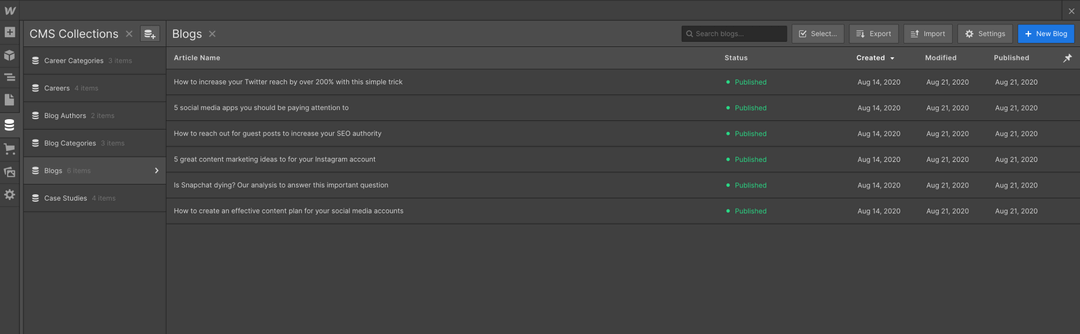 CMS Collections
Career Categories 3 items
Careers 4 items
Blog Authors 2 items
Blog Categories 3 items
Blogs 6 items
Case Studies 4 items
Blogs
Search blogs...
Select...
Export
Import
Settings
+ New Blog
Article Name Status Created Modified Published
How to increase your Twitter reach by over 200% with this simple trick Published Aug 14, 2020 Aug 21, 2020 Aug 21, 2020
5 social media apps you should be paying attention to Published Aug 14, 2020 Aug 21, 2020 Aug 21, 2020
How to reach out for guest posts to increase your SEO authority Published Aug 14, 2020 Aug 21, 2020 Aug 21, 2020
5 great content marketing ideas to for your Instagram account Published Aug 14, 2020 Aug 21, 2020 Aug 21, 2020
Is Snapchat dying? Our analysis to answer this important question Published Aug 14, 2020 Aug 21, 2020 Aug 21, 2020
How to create an effective content plan for your social media accounts Published Aug 14, 2020 Aug 21, 2020 Aug 21, 2020